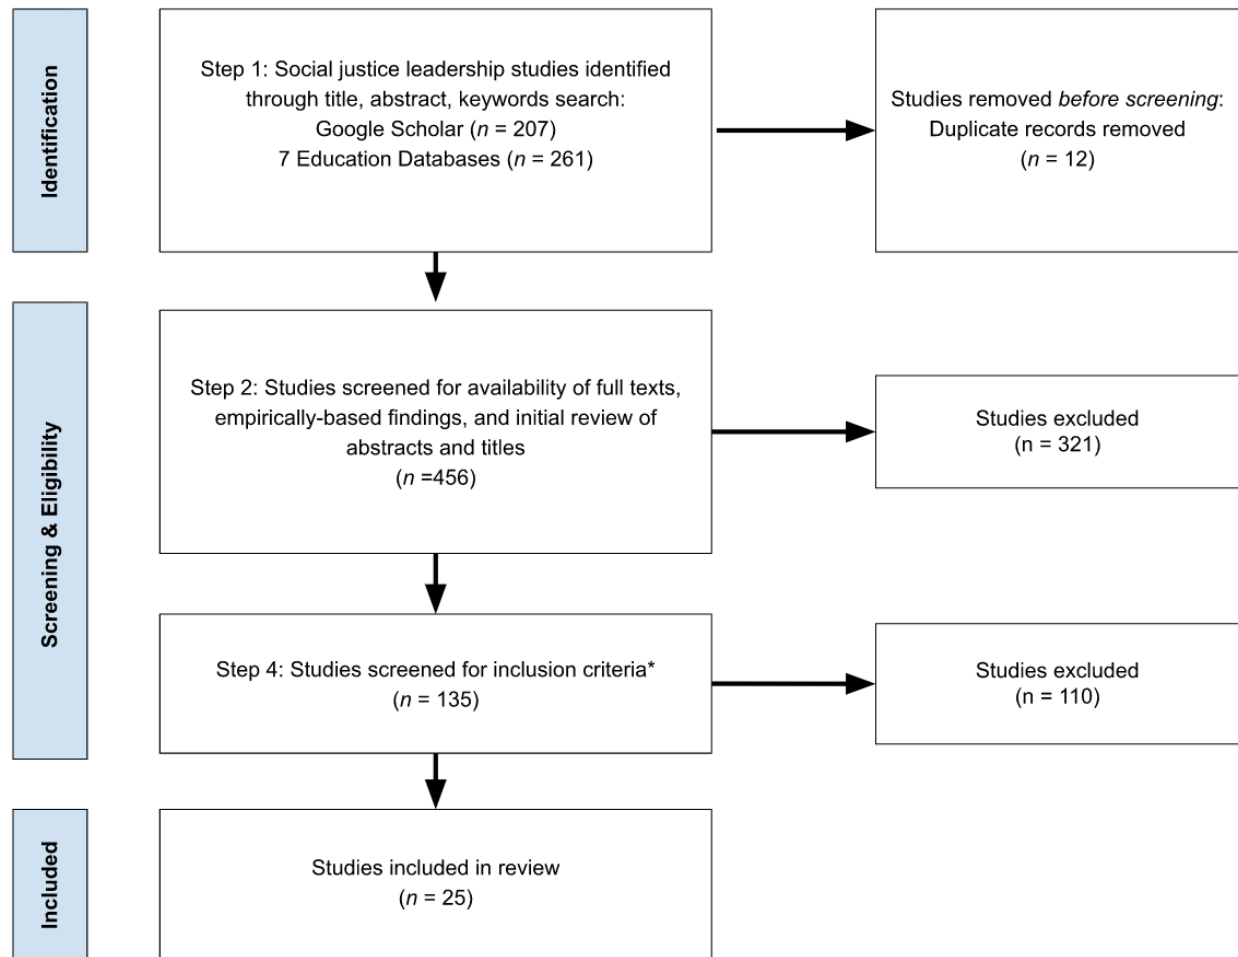 Identification
Step 1: Social justice leadership studies identified
through title, abstract, keywords search:
Google Scholar (n = 207)
7 Education Databases (n = 261)
Studies removed before screening:
Duplicate records removed
(n = 12)
Screening & Eligibility
Step 2: Studies screened for availability of full texts,
empirically-based findings, and initial review of
abstracts and titles
(n =456)
Studies excluded
(n = 321)
Step 4: Studies screened for inclusion criteria*
(n = 135)
Studies excluded
(n = 110)
Included
Studies included in review
(n = 25)